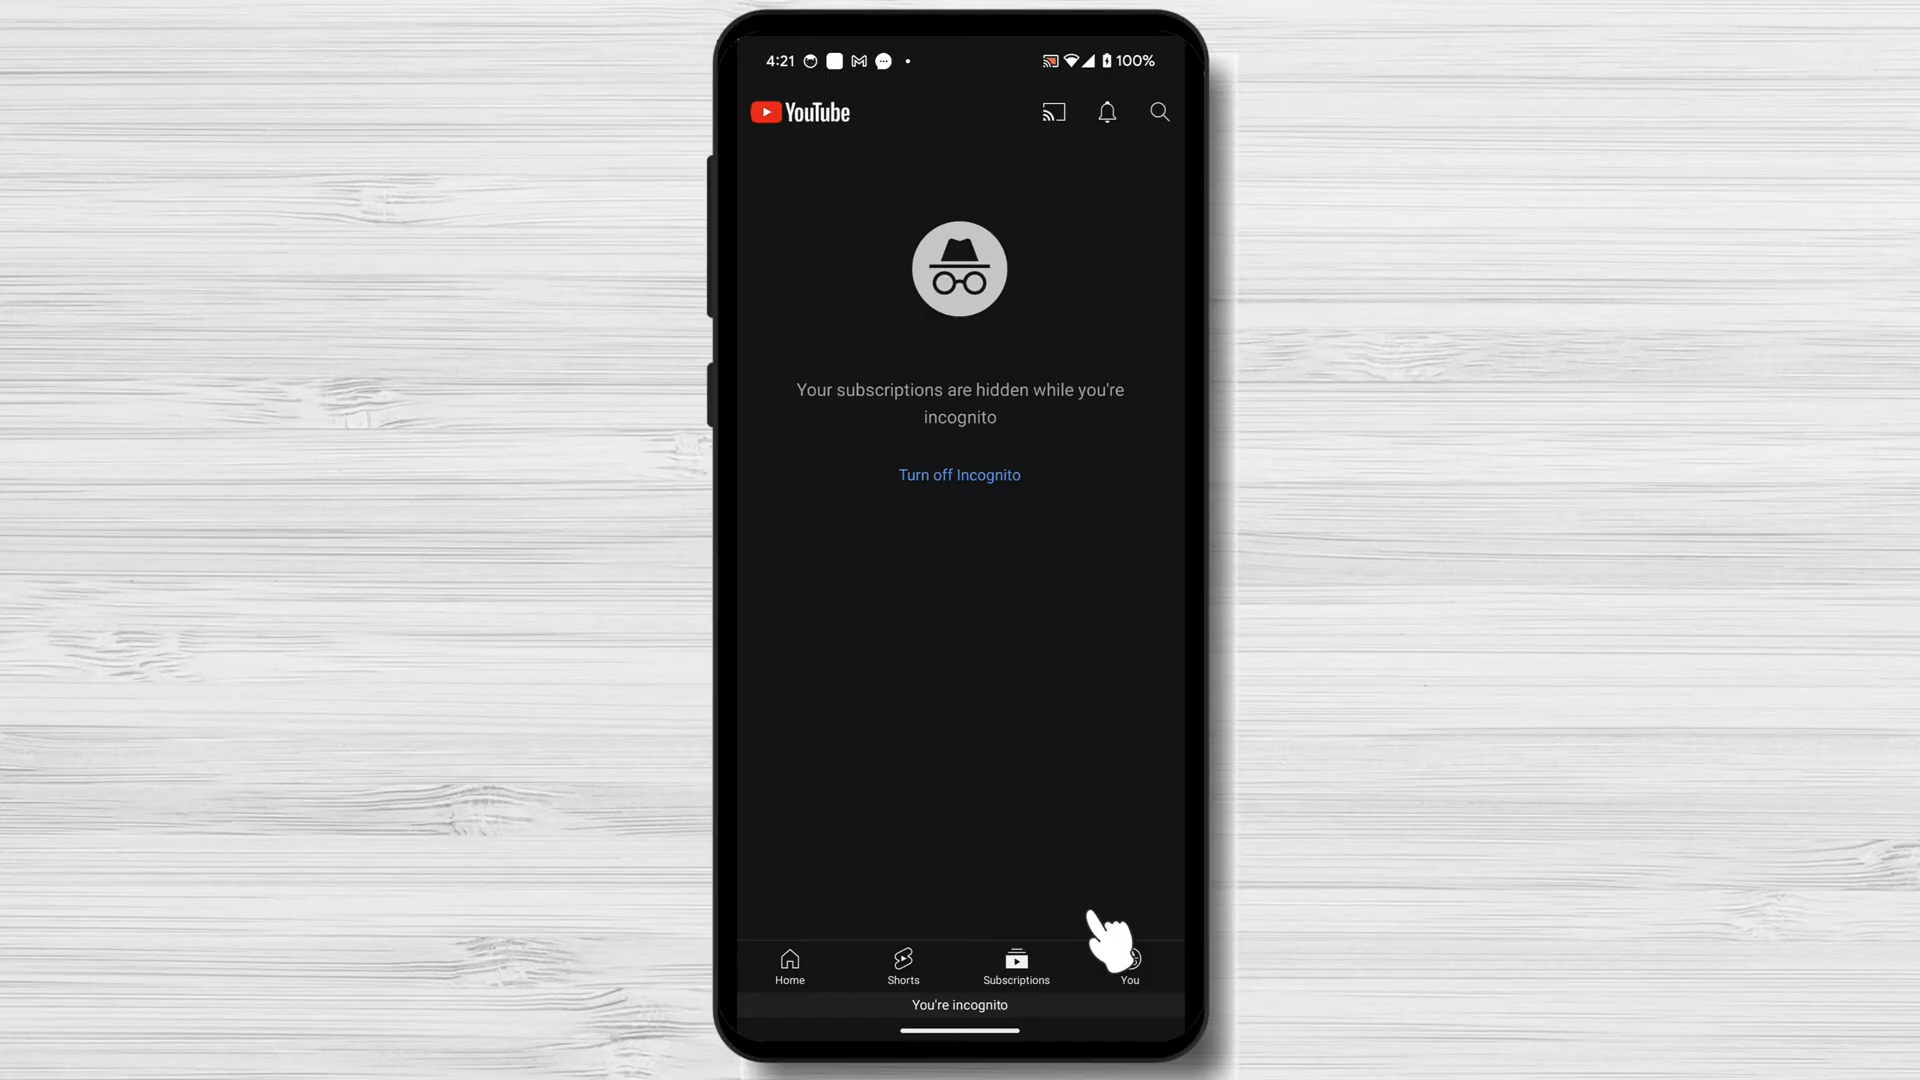 4:21 100%
YouTube
Your subscriptions are hidden while you're
incognito
Turn off Incognito
Home Shorts Subscriptions You
You're incognito